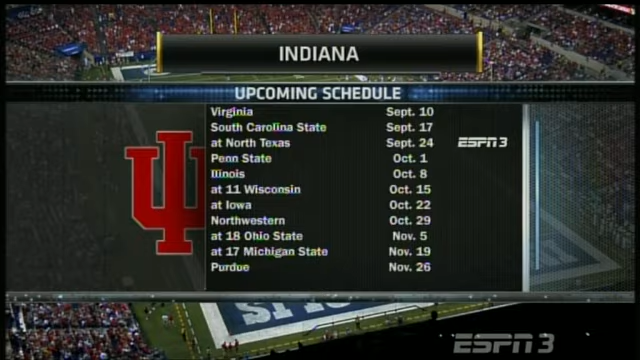 INDIANA
UPCOMING SCHEDULE
Virginia Sept. 10
South Carolina State Sept. 17
at North Texas Sept. 24 ESPN3
Penn State Oct. 1
Illinois Oct. 8
at 11 Wisconsin Oct. 15
at Iowa Oct. 22
Northwestern Oct. 29
at 18 Ohio State Nov. 5
at 17 Michigan State Nov. 19
Purdue Nov. 26
ESPN3